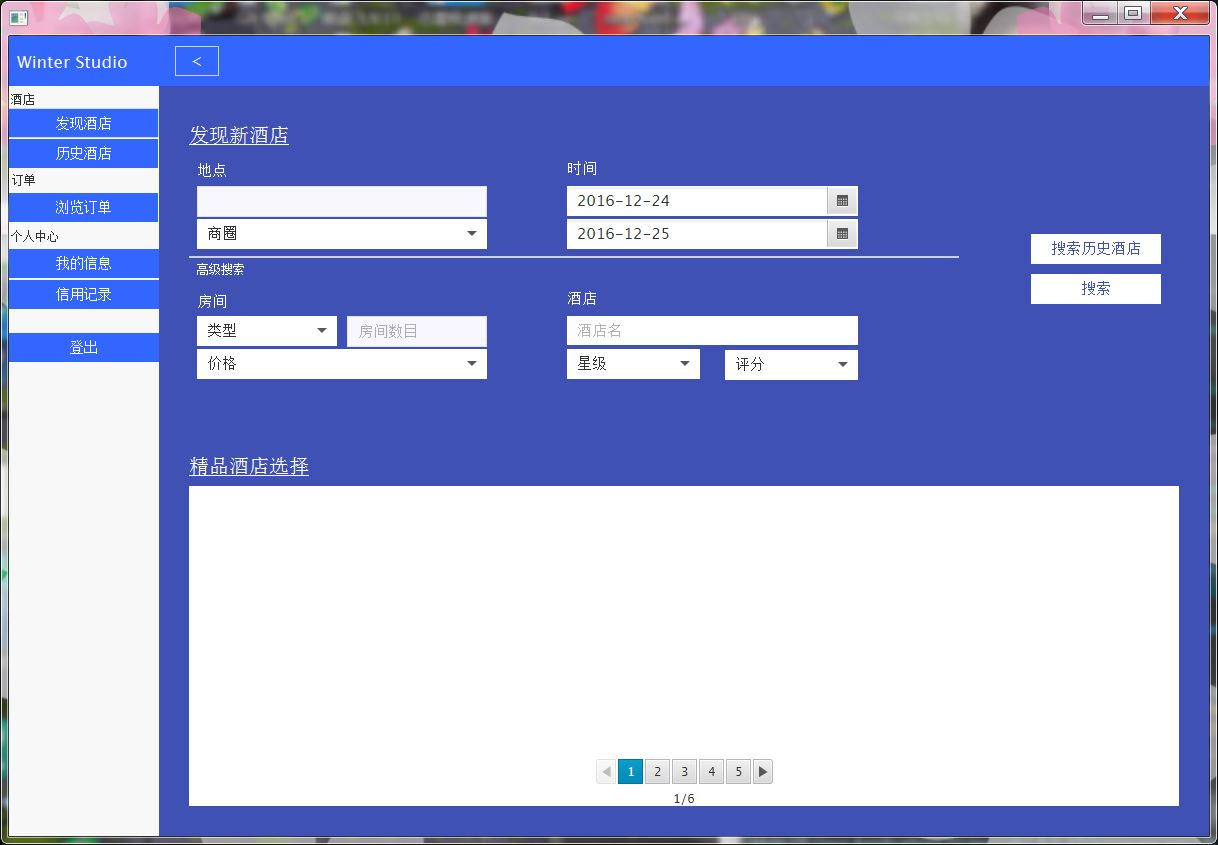 Winter Studio
<
酒店
发现酒店
历史酒店
订单
浏览订单
个人中心
我的信息
信用记录
登出
发现新酒店
地点
时间
2016-12-24
商圈
2016-12-25
搜索历史酒店
搜索
高级搜索
房间
酒店
类型
房间数目
酒店名
价格
星级
评分
精品酒店选择
1 2 3 4 5
1/6